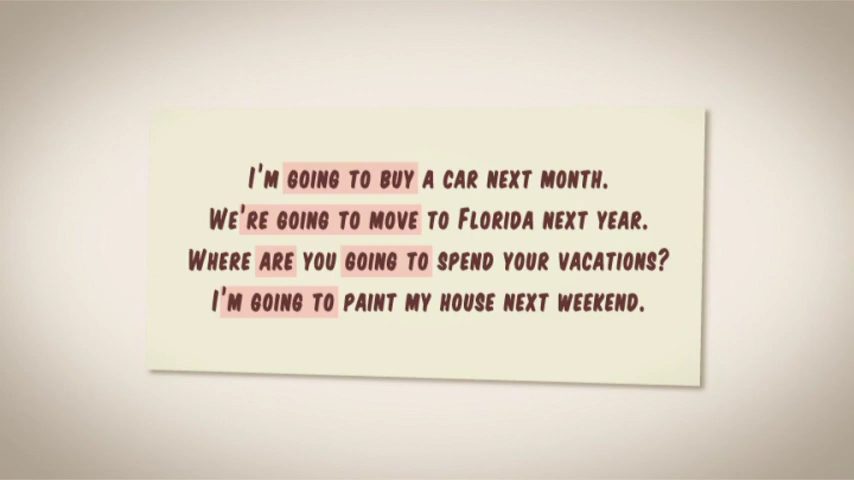 I'm going to buy a car next month.
We're going to move to Florida next year.
Where are you going to spend your vacations?
I'm going to paint my house next weekend.